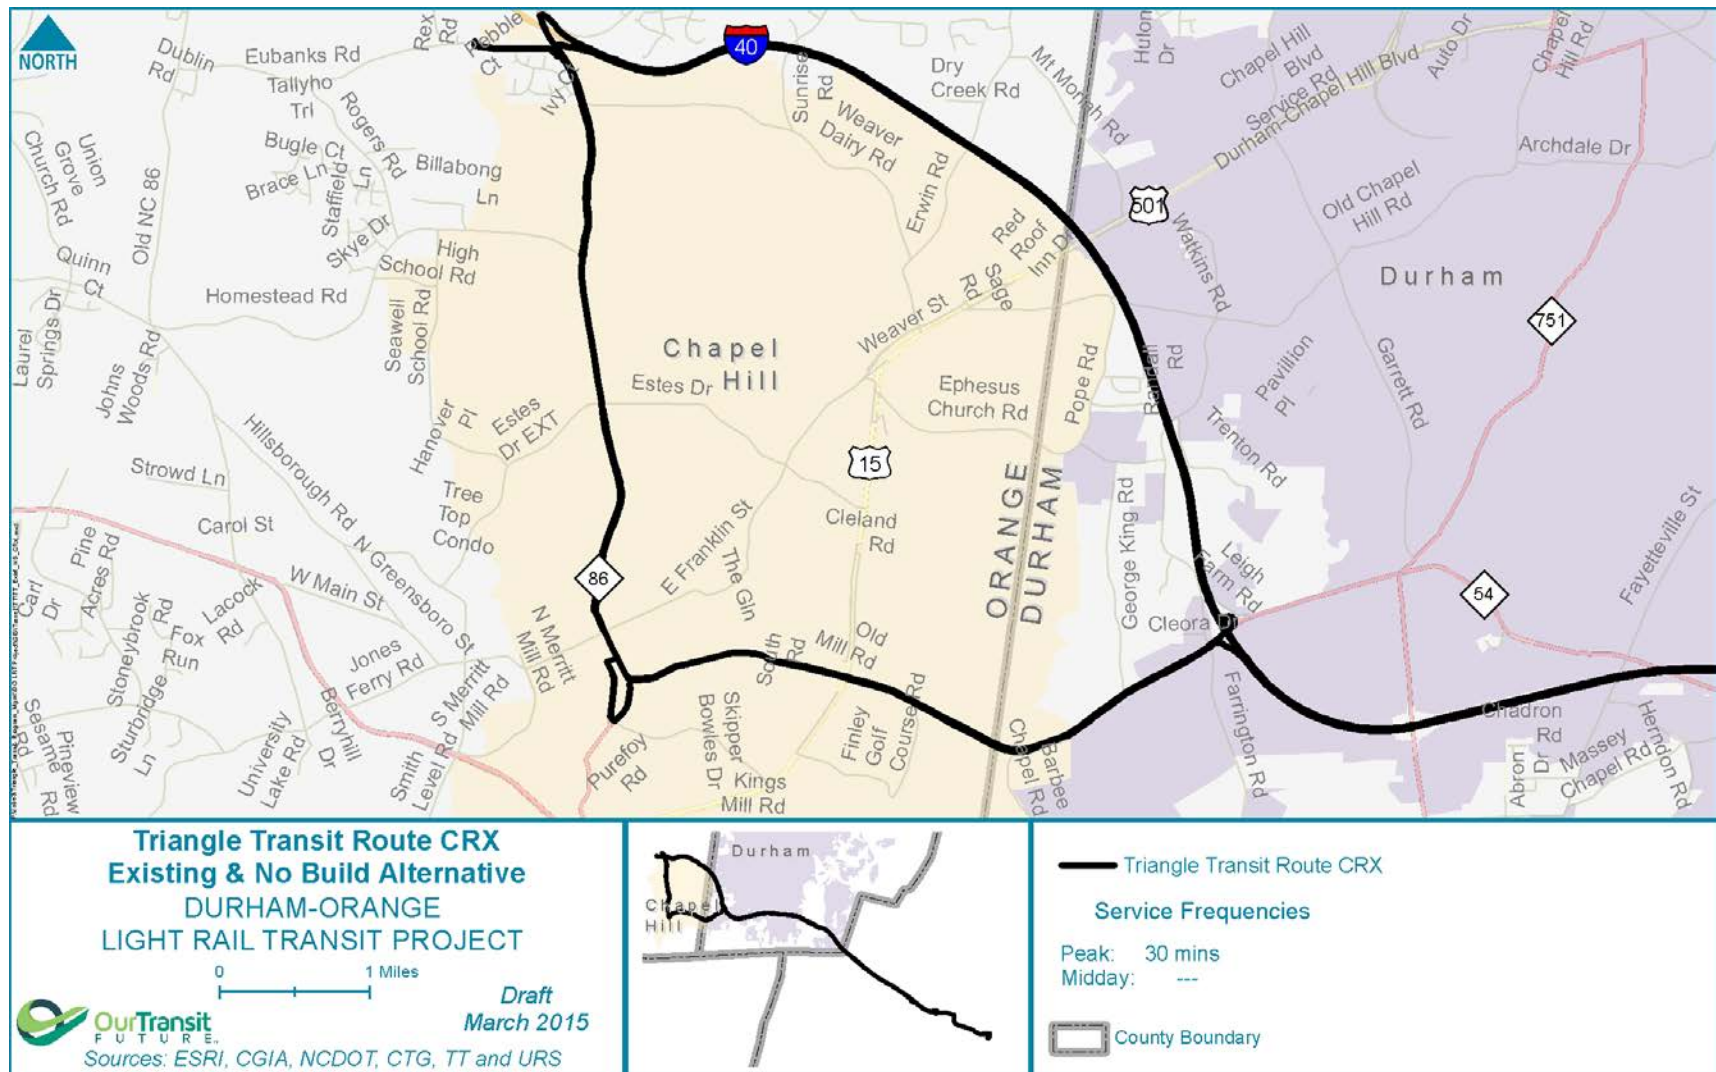 NORTH
Dublin
Rd
Eubanks Rd
Rex
Rd
Pebble
Ct
Ivy Ct
40
Sunrise
Rd
Dry
Creek Rd
Mt Moriah Rd
Hulon
Dr
Chapel Hill
Blvd
Service Rd
Durham-Chapel Hill Blvd
Auto Dr
Chapel
Hill Rd
Tallyho
Trl
Rogers Rd
Bugle Ct
Brace Ln
Staffield
Ln
Billabong
Ln
Skye Dr
Union
Grove
Church Rd
Old NC 86
Weaver
Dairy Rd
Erwin Rd
Red
Roof
Inn Dr
501
Watkins Rd
Old Chapel
Hill Rd
Archdale Dr
Quinn
Ct
High
School Rd
Homestead Rd
Seawell
School Rd
Sage
Rd
Weaver St
Durham
751
Laurel
Springs Dr
Johns
Woods Rd
Chapel
Hill
Estes Dr
Ephesus
Church Rd
Pope Rd
Randall
Rd
Pavillion
Pl
Garrett Rd
Hanover
Pl
Estes
Dr EXT
Trenton Rd
Strowd Ln
Hillsborough Rd
15
Tree
Top
Condo
Carol St
N Greensboro St
Cleland
Rd
ORANGE
DURHAM
George King Rd
Fayetteville St
Pine
Acres Rd
Carl
Dr
W Main St
86
E Franklin St
The Gln
Leigh
Farm Rd
54
Stoneybrook
Rd
Lacock
Rd
Fox
Run
Jones
Ferry Rd
N Merritt
Mill Rd
South
Rd
Old
Mill Rd
Cleora Dr
Sturbridge
Ln
Berryhill
Dr
S Merritt
Mill Rd
Sesame
Rd
Pineview
Rd
University
Lake Rd
Smith
Level Rd
Purefoy
Rd
Skipper
Bowles Dr
Kings
Mill Rd
Finley
Golf
Course Rd
Barbee
Chapel Rd
Farrington Rd
Chadron
Rd
Abron
Dr
Massey
Chapel Rd
Herndon Rd
Triangle Transit Route CRX
Existing & No Build Alternative
DURHAM-ORANGE
LIGHT RAIL TRANSIT PROJECT
0 1 Miles
Draft
March 2015
OurTransit
FUTURE
Sources: ESRI, CGIA, NCDOT, CTG, TT and URS
Durham
Chapel
Hill
Triangle Transit Route CRX
Service Frequencies
Peak: 30 mins
Midday: ---
County Boundary